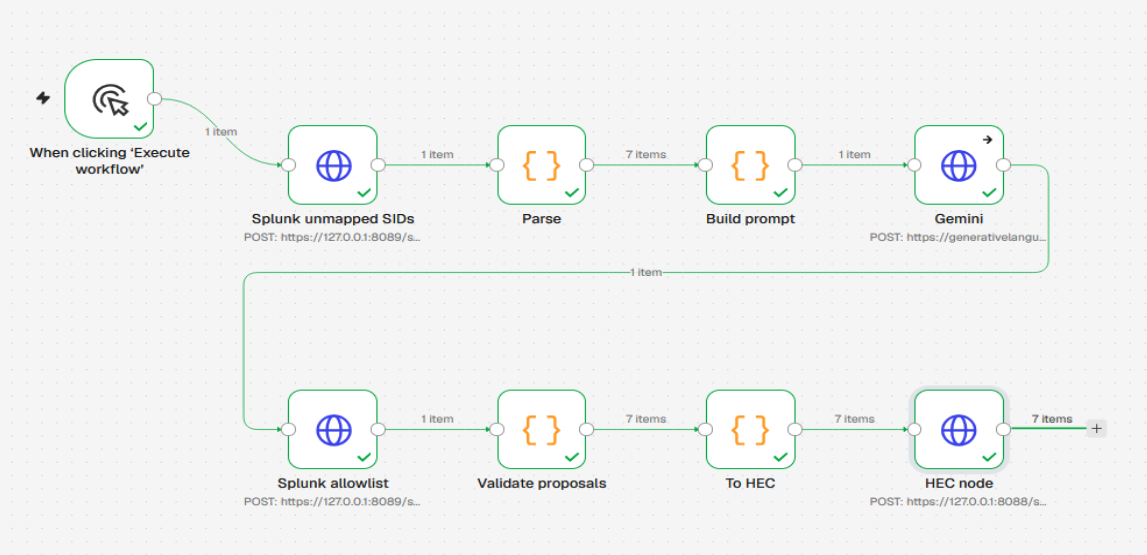 When clicking ‘Execute
workflow’
1 item
Splunk unmapped SIDs
POST: https://127.0.0.1:8089/s...
1 item
Parse
7 items
Build prompt
1 item
Gemini
POST: https://generativelangu...
1 item
Splunk allowlist
POST: https://127.0.0.1:8089/s...
1 item
Validate proposals
7 items
To HEC
7 items
HEC node
POST: https://127.0.0.1:8088/s...
7 items